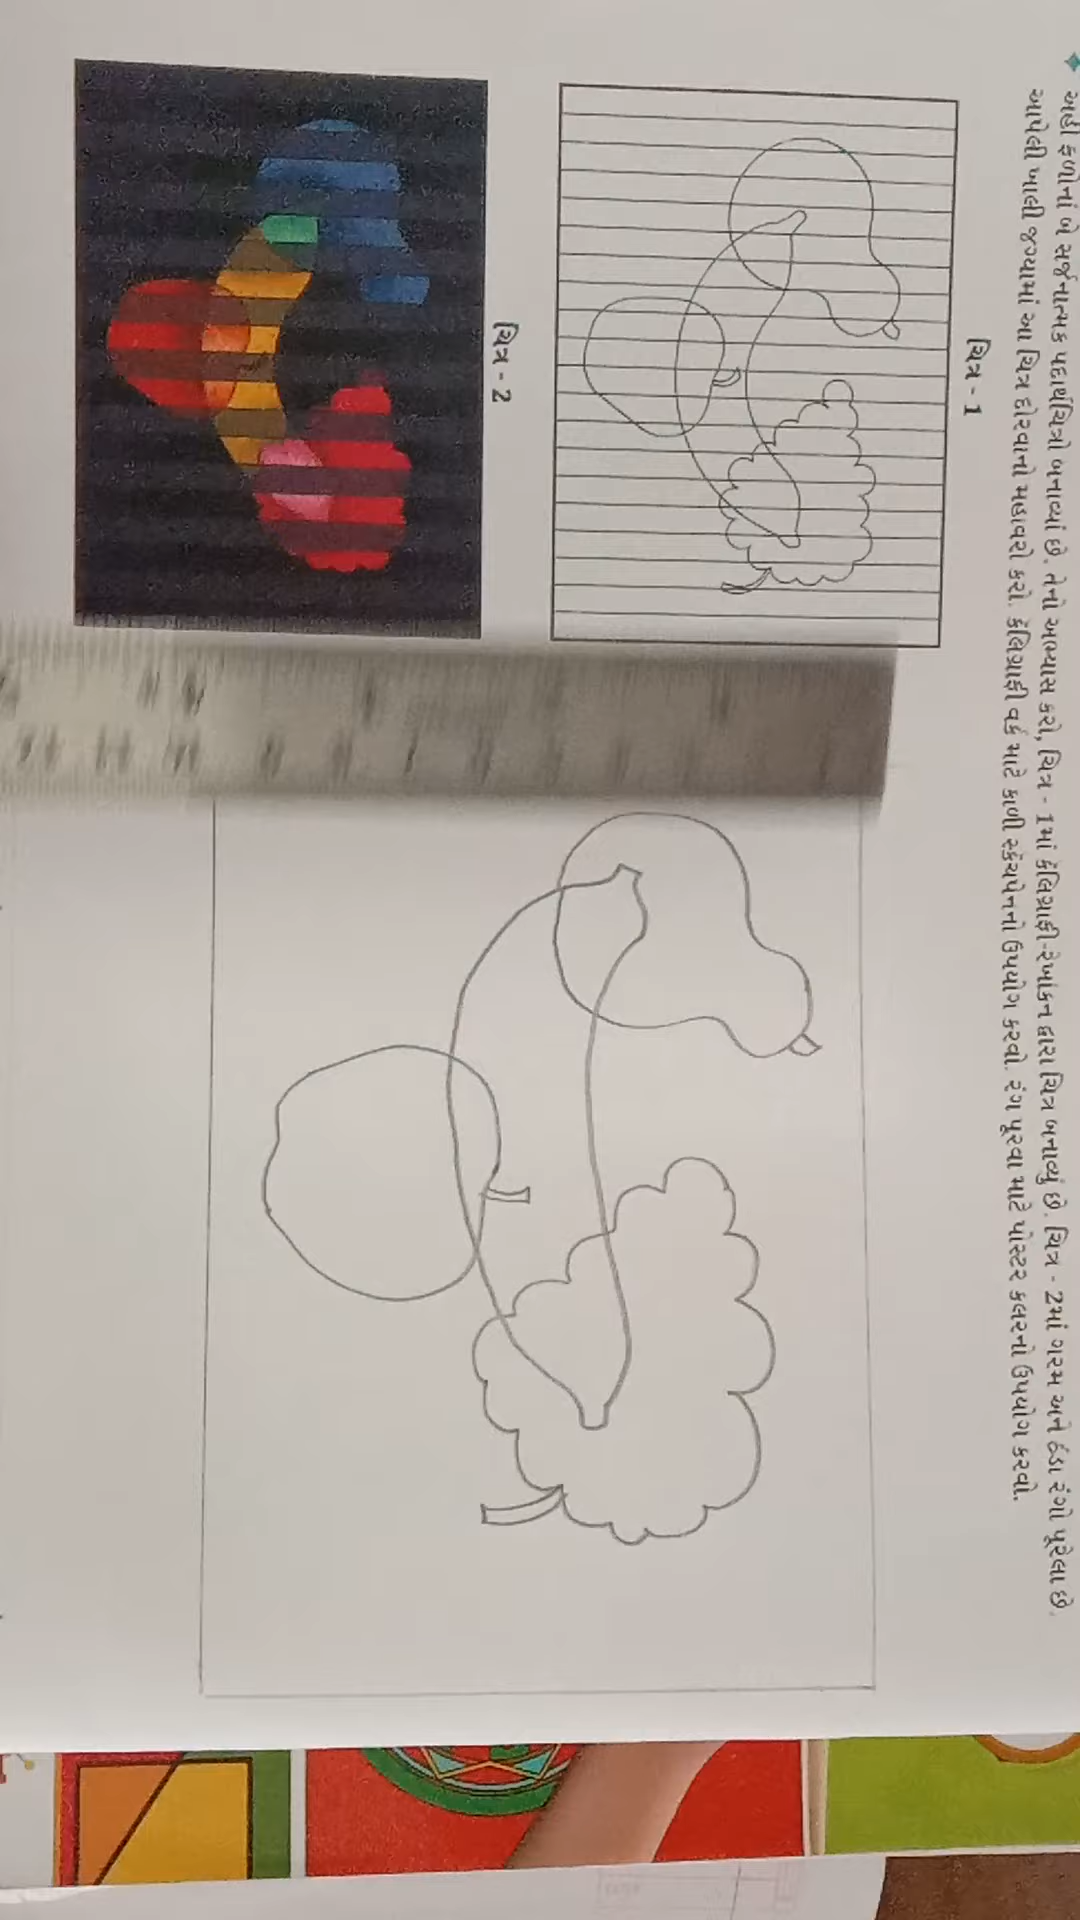 અહીં ફળોનાં બે સર્જનાત્મક પદાર્થચિત્રો બનાવ્યાં છે. તેનો અભ્યાસ કરો, ચિત્ર - 1માં કૅલિગ્રાફી-રેખાંકન દ્વારા ચિત્ર બનાવ્યું છે. ચિત્ર - 2માં ગરમ અને ઠંડા રંગો પૂરેલા છે.
આપેલી ખાલી જગ્યામાં આ ચિત્ર દોરવાનો મહાવરો કરો. કૅલિગ્રાફી વર્ક માટે કાળી સ્કેચપેનનો ઉપયોગ કરવો. રંગ પૂરવા માટે પોસ્ટર કલરનો ઉપયોગ કરવો.
ચિત્ર - 1
ચિત્ર - 2